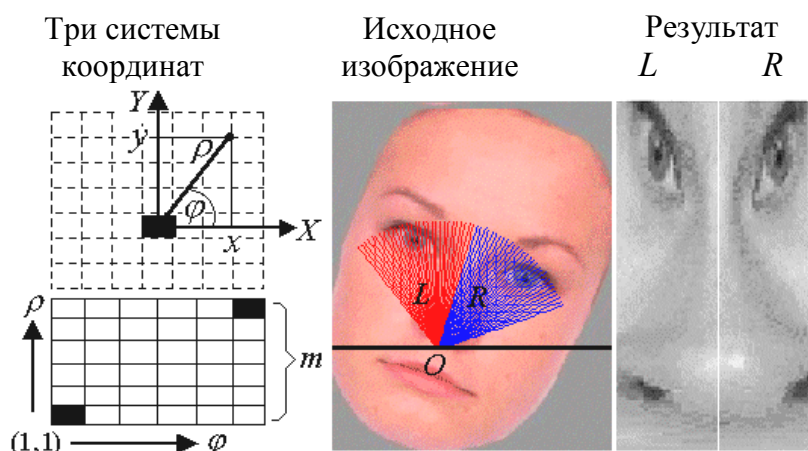 Три системы
координат
Исходное
изображение
Результат
L R
Y
y
ρ
φ
x
X
ρ
m
(1,1)
φ
L
R
O